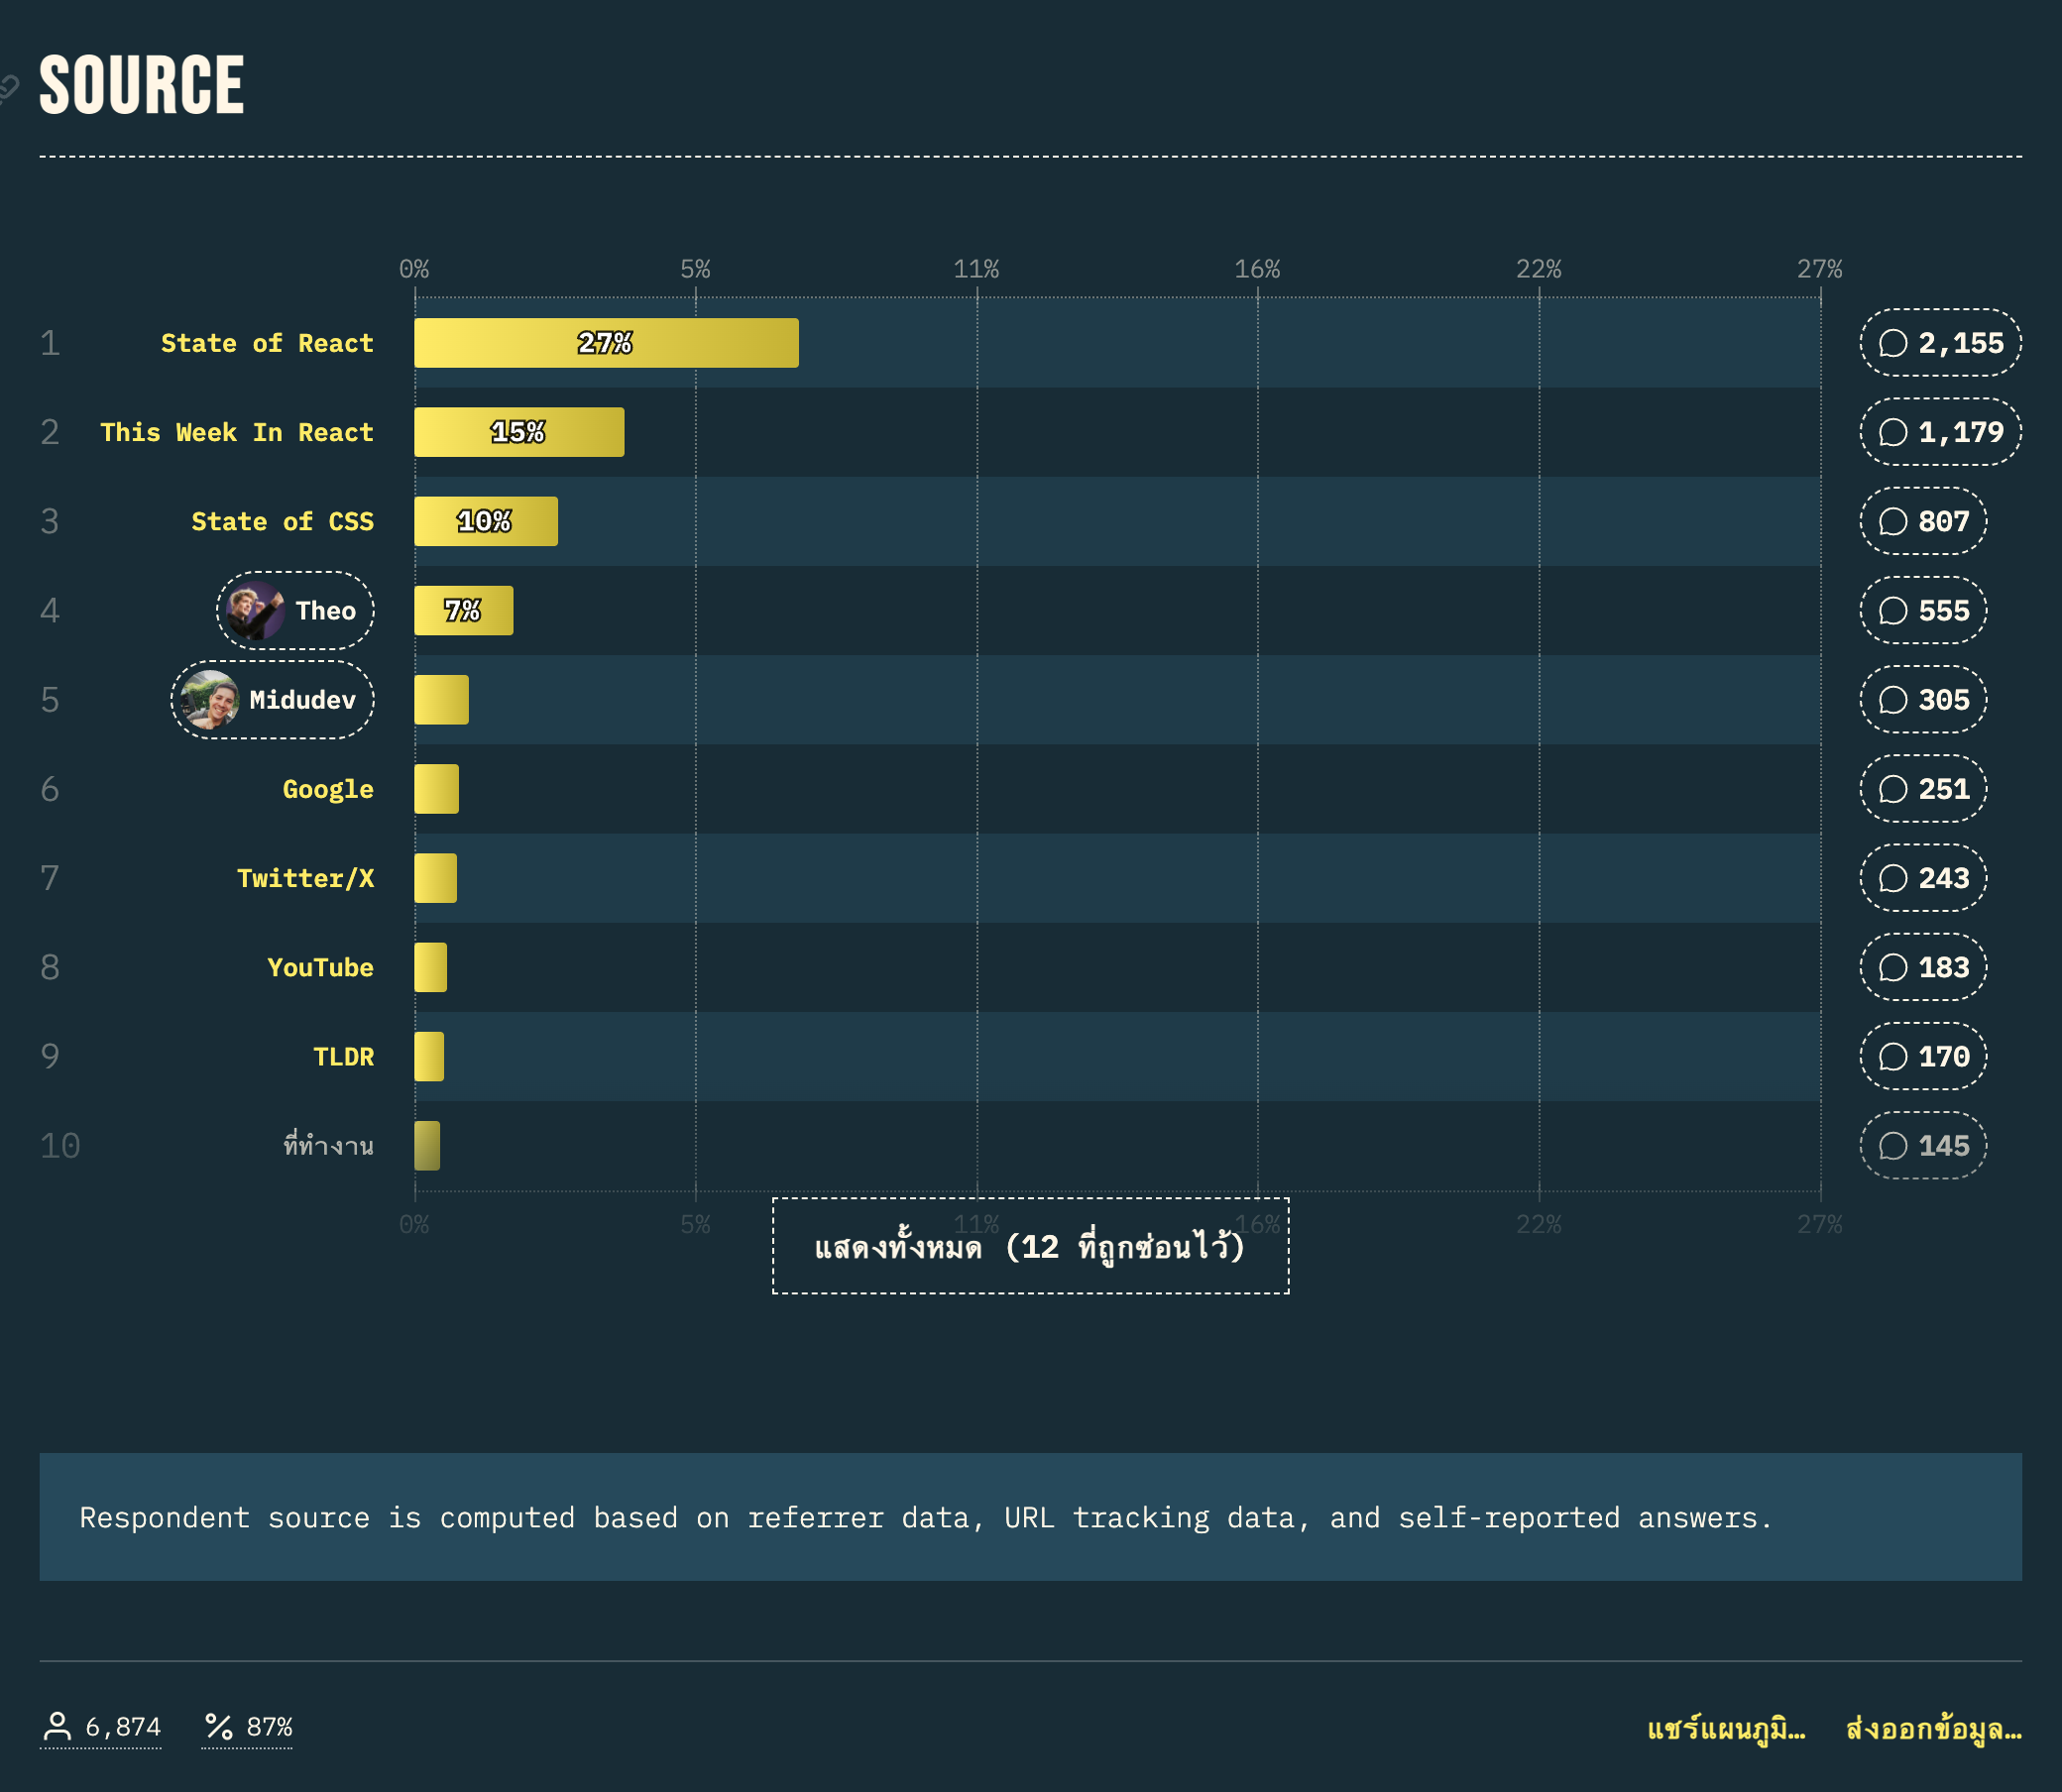 SOURCE
0% 5% 11% 16% 22% 27%
1 State of React 27% 2,155
2 This Week In React 15% 1,179
3 State of CSS 10% 807
4 Theo 7% 555
5 Midudev 305
6 Google 251
7 Twitter/X 243
8 YouTube 183
9 TLDR 170
10 ที่ทำงาน 145
0% 5% 11% 16% 22% 27%
แสดงทั้งหมด (12 ที่ถูกซ่อนไว้)
Respondent source is computed based on referrer data, URL tracking data, and self-reported answers.
6,874 87% แชร์แผนภูมิ… ส่งออกข้อมูล…